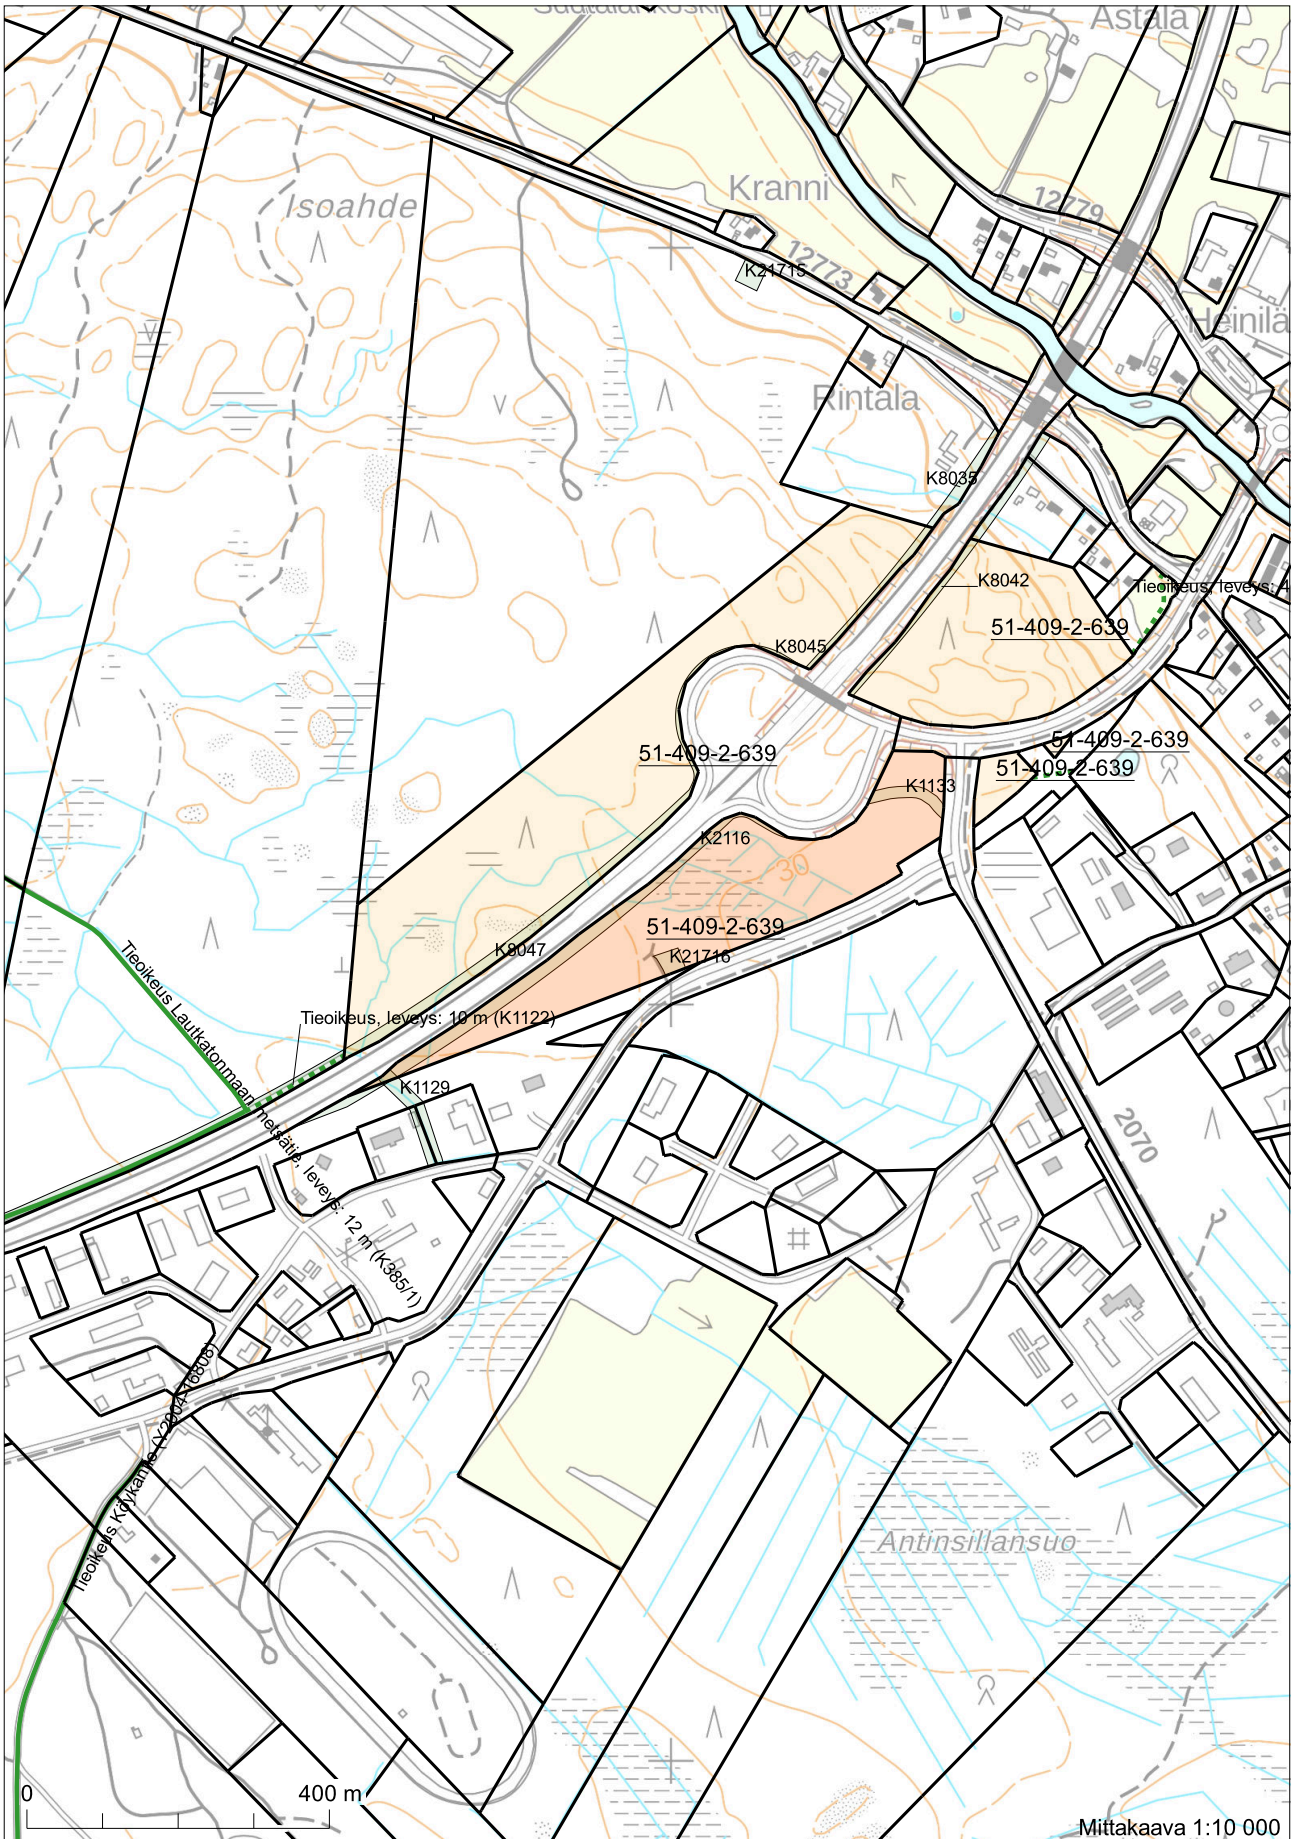 Astala
Kranni
Isoahde
12779
12773
K21715
Heinilä
Rintala
K8035
K8042
Tieoikeus, leveys: 4
51-409-2-639
K8045
51-409-2-639
51-409-2-639
51-409-2-639
K1133
K2116
30
51-409-2-639
K8047
K21716
Tieoikeus Lautkatonmaan metsätie, leveys: 12 m (K385/1)
Tieoikeus, leveys: 10 m (K1122)
K1129
2070
Tieoikeus Köykänne (Y2004-16808)
Antinsillansuo
0 400 m
Mittakaava 1:10 000